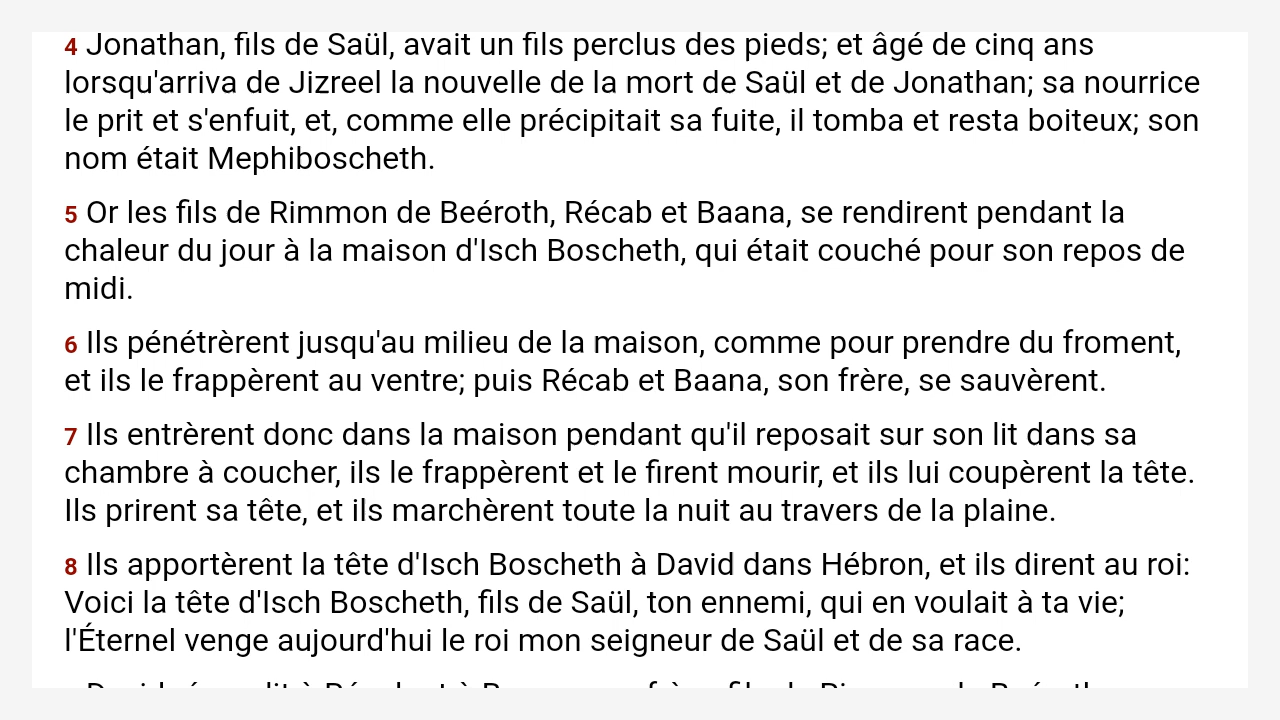 4 Jonathan, fils de Saül, avait un fils perclus des pieds; et âgé de cinq ans
lorsqu'arriva de Jizreel la nouvelle de la mort de Saül et de Jonathan; sa nourrice
le prit et s'enfuit, et, comme elle précipitait sa fuite, il tomba et resta boiteux; son
nom était Mephiboscheth.
5 Or les fils de Rimmon de Beéroth, Récab et Baana, se rendirent pendant la
chaleur du jour à la maison d'Isch Boscheth, qui était couché pour son repos de
midi.
6 Ils pénétrèrent jusqu'au milieu de la maison, comme pour prendre du froment,
et ils le frappèrent au ventre; puis Récab et Baana, son frère, se sauvèrent.
7 Ils entrèrent donc dans la maison pendant qu'il reposait sur son lit dans sa
chambre à coucher, ils le frappèrent et le firent mourir, et ils lui coupèrent la tête.
Ils prirent sa tête, et ils marchèrent toute la nuit au travers de la plaine.
8 Ils apportèrent la tête d'Isch Boscheth à David dans Hébron, et ils dirent au roi:
Voici la tête d'Isch Boscheth, fils de Saül, ton ennemi, qui en voulait à ta vie;
l'Éternel venge aujourd'hui le roi mon seigneur de Saül et de sa race.